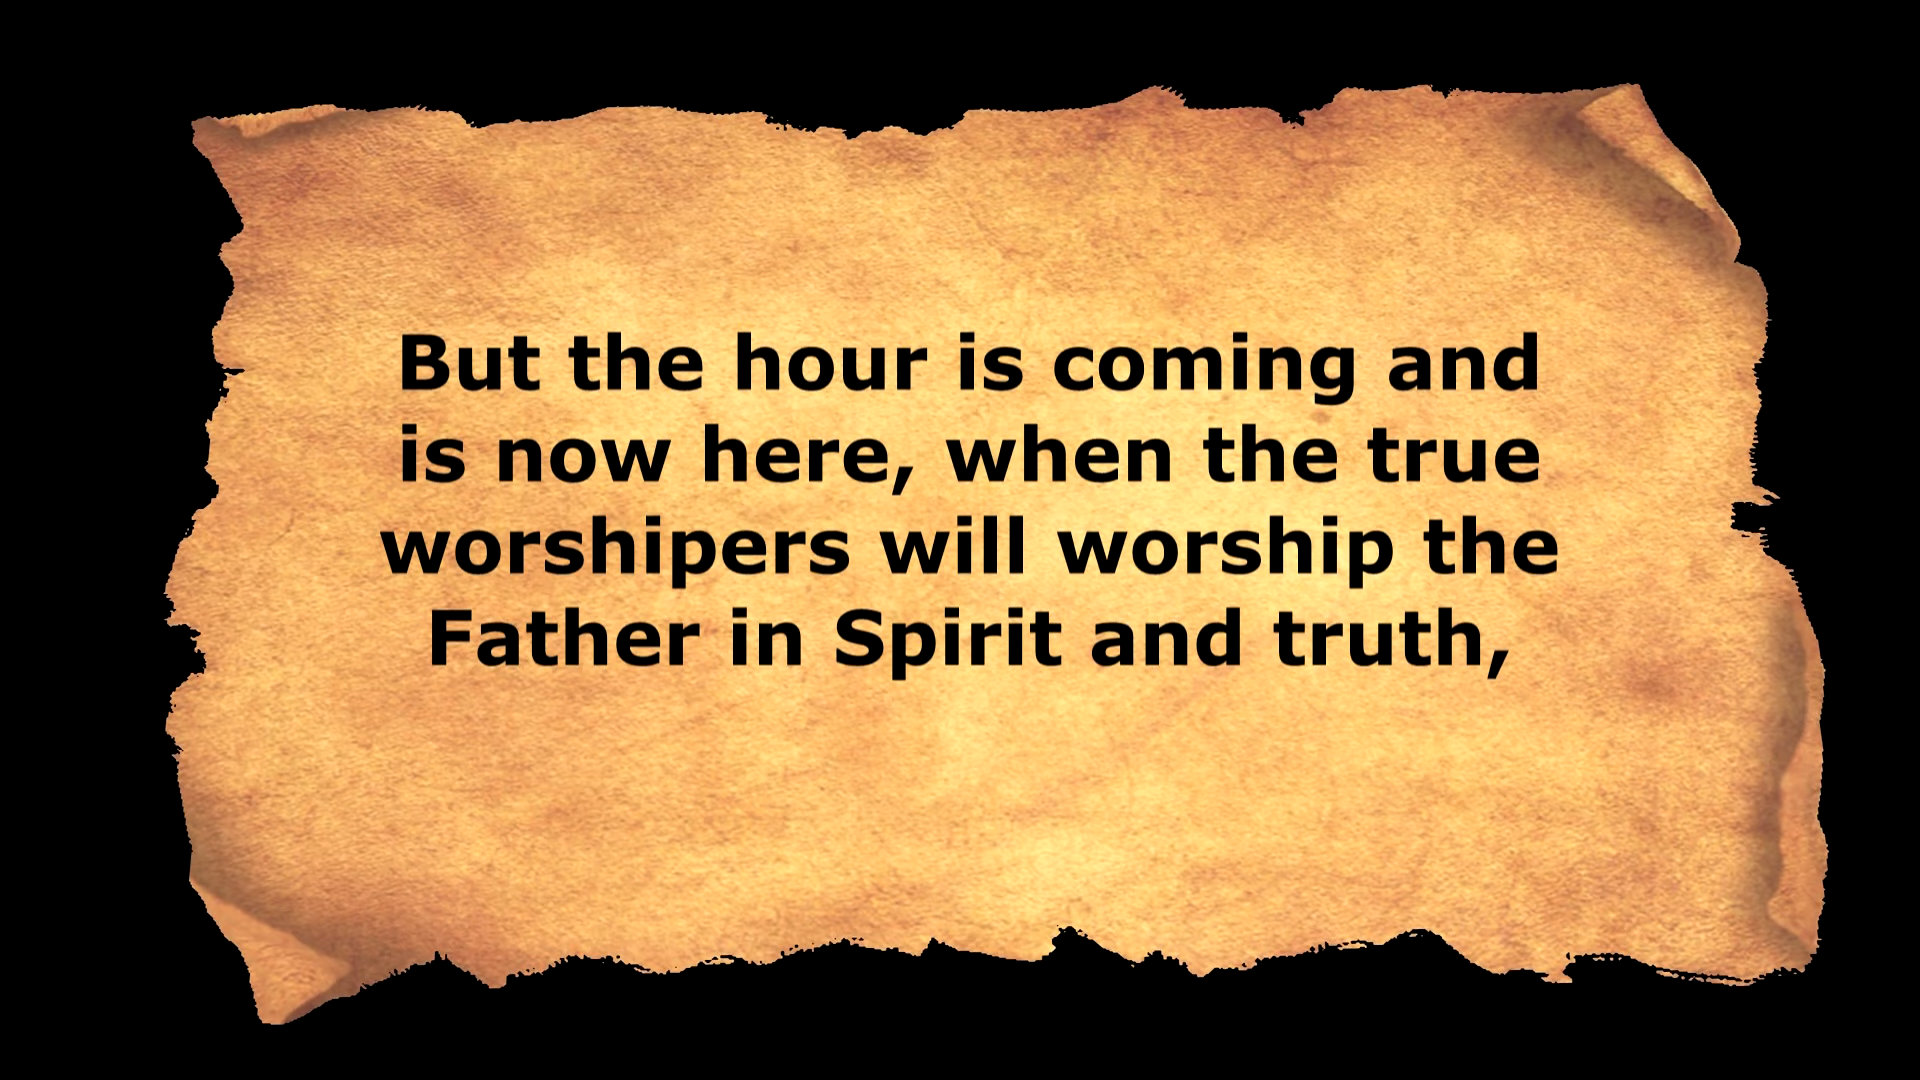 But the hour is coming and
is now here, when the true
worshipers will worship the
Father in Spirit and truth,